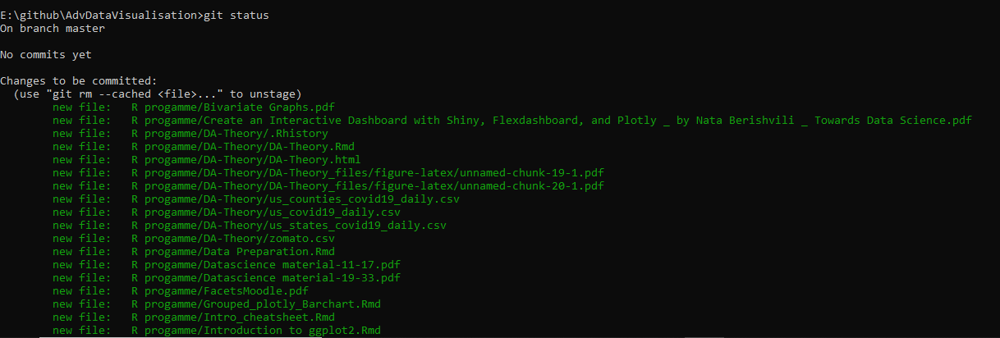 E:\github\AdvDataVisualisation>git status
On branch master
No commits yet
Changes to be committed:
  (use "git rm --cached <file>..." to unstage)
        new file:   R progamme/Bivariate Graphs.pdf
        new file:   R progamme/Create an Interactive Dashboard with Shiny, Flexdashboard, and Plotly _ by Nata Berishvili _ Towards Data Science.pdf
        new file:   R progamme/DA-Theory/.Rhistory
        new file:   R progamme/DA-Theory/DA-Theory.Rmd
        new file:   R progamme/DA-Theory/DA-Theory.html
        new file:   R progamme/DA-Theory/DA-Theory_files/figure-latex/unnamed-chunk-19-1.pdf
        new file:   R progamme/DA-Theory/DA-Theory_files/figure-latex/unnamed-chunk-20-1.pdf
        new file:   R progamme/DA-Theory/us_counties_covid19_daily.csv
        new file:   R progamme/DA-Theory/us_covid19_daily.csv
        new file:   R progamme/DA-Theory/us_states_covid19_daily.csv
        new file:   R progamme/DA-Theory/zomato.csv
        new file:   R progamme/Data Preparation.Rmd
        new file:   R progamme/Datascience material-11-17.pdf
        new file:   R progamme/Datascience material-19-33.pdf
        new file:   R progamme/FacetsMoodle.pdf
        new file:   R progamme/Grouped_plotly_Barchart.Rmd
        new file:   R progamme/Intro_cheatsheet.Rmd
        new file:   R progamme/Introduction to ggplot2.Rmd